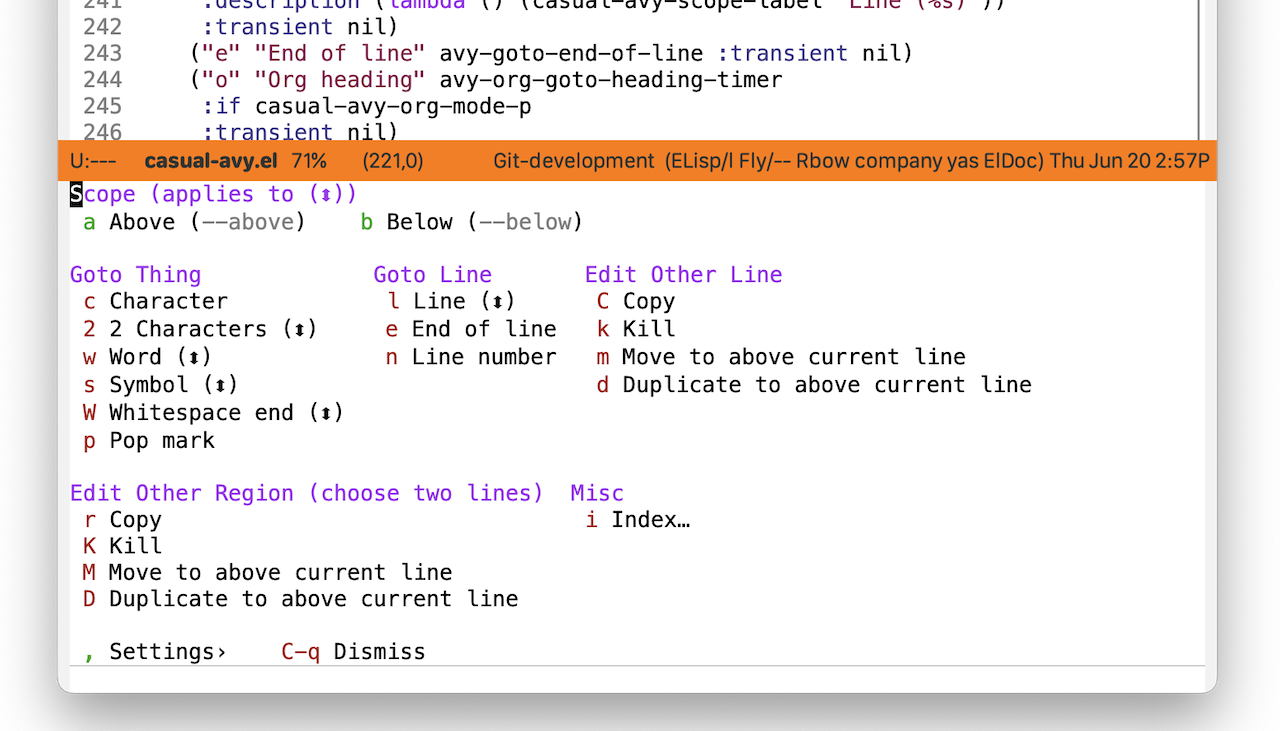 241 :description (lambda () (casual-avy-scope-label "Line (%s)"))
242 :transient nil)
243 ("e" "End of line" avy-goto-end-of-line :transient nil)
244 ("o" "Org heading" avy-org-goto-heading-timer
245 :if casual-avy-org-mode-p
246 :transient nil)
U:--- casual-avy.el 71% (221,0) Git-development (ELisp/l Fly/-- Rbow company yas ElDoc) Thu Jun 20 2:57P
Scope (applies to (⬍))
a Above (--above) b Below (--below)
Goto Thing Goto Line Edit Other Line
c Character l Line (⬍) C Copy
2 2 Characters (⬍) e End of line k Kill
w Word (⬍) n Line number m Move to above current line
s Symbol (⬍) d Duplicate to above current line
W Whitespace end (⬍)
p Pop mark
Edit Other Region (choose two lines) Misc
r Copy i Index…
K Kill
M Move to above current line
D Duplicate to above current line
, Settings› C-q Dismiss